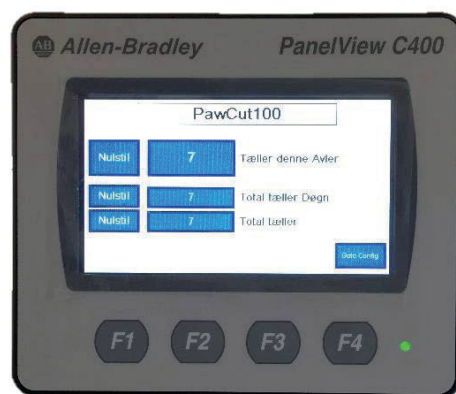 AB Allen-Bradley PanelView C400
PawCut100
Nulstil 7 Tæller denne Avler
Nulstil 7 Total tæller Døgn
Nulstil 7 Total tæller
Goto Config
F1 F2 F3 F4